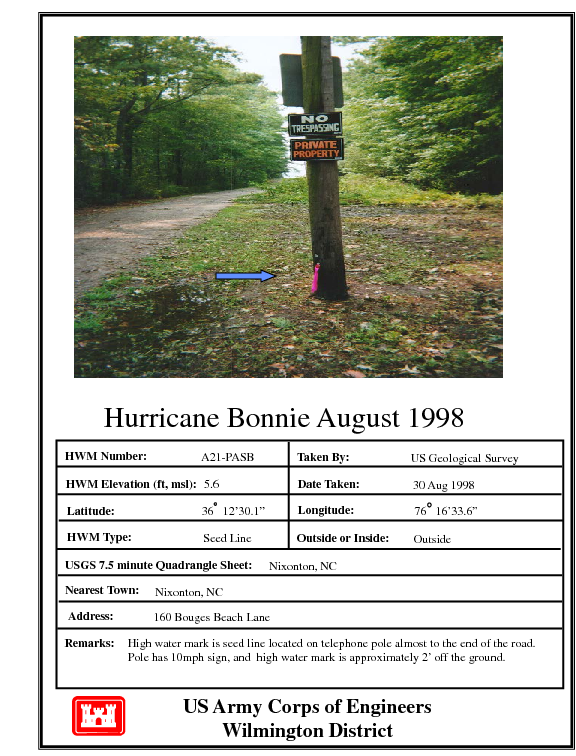 NO
TRESPASSING
PRIVATE
PROPERTY
Hurricane Bonnie August 1998
HWM Number: A21-PASB Taken By: US Geological Survey
HWM Elevation (ft, msl): 5.6 Date Taken: 30 Aug 1998
Latitude: 36° 12’30.1” Longitude: 76° 16’33.6”
HWM Type: Seed Line Outside or Inside: Outside
USGS 7.5 minute Quadrangle Sheet: Nixonton, NC
Nearest Town: Nixonton, NC
Address: 160 Bouges Beach Lane
Remarks: High water mark is seed line located on telephone pole almost to the end of the road.
Pole has 10mph sign, and high water mark is approximately 2’ off the ground.
US Army Corps of Engineers
Wilmington District